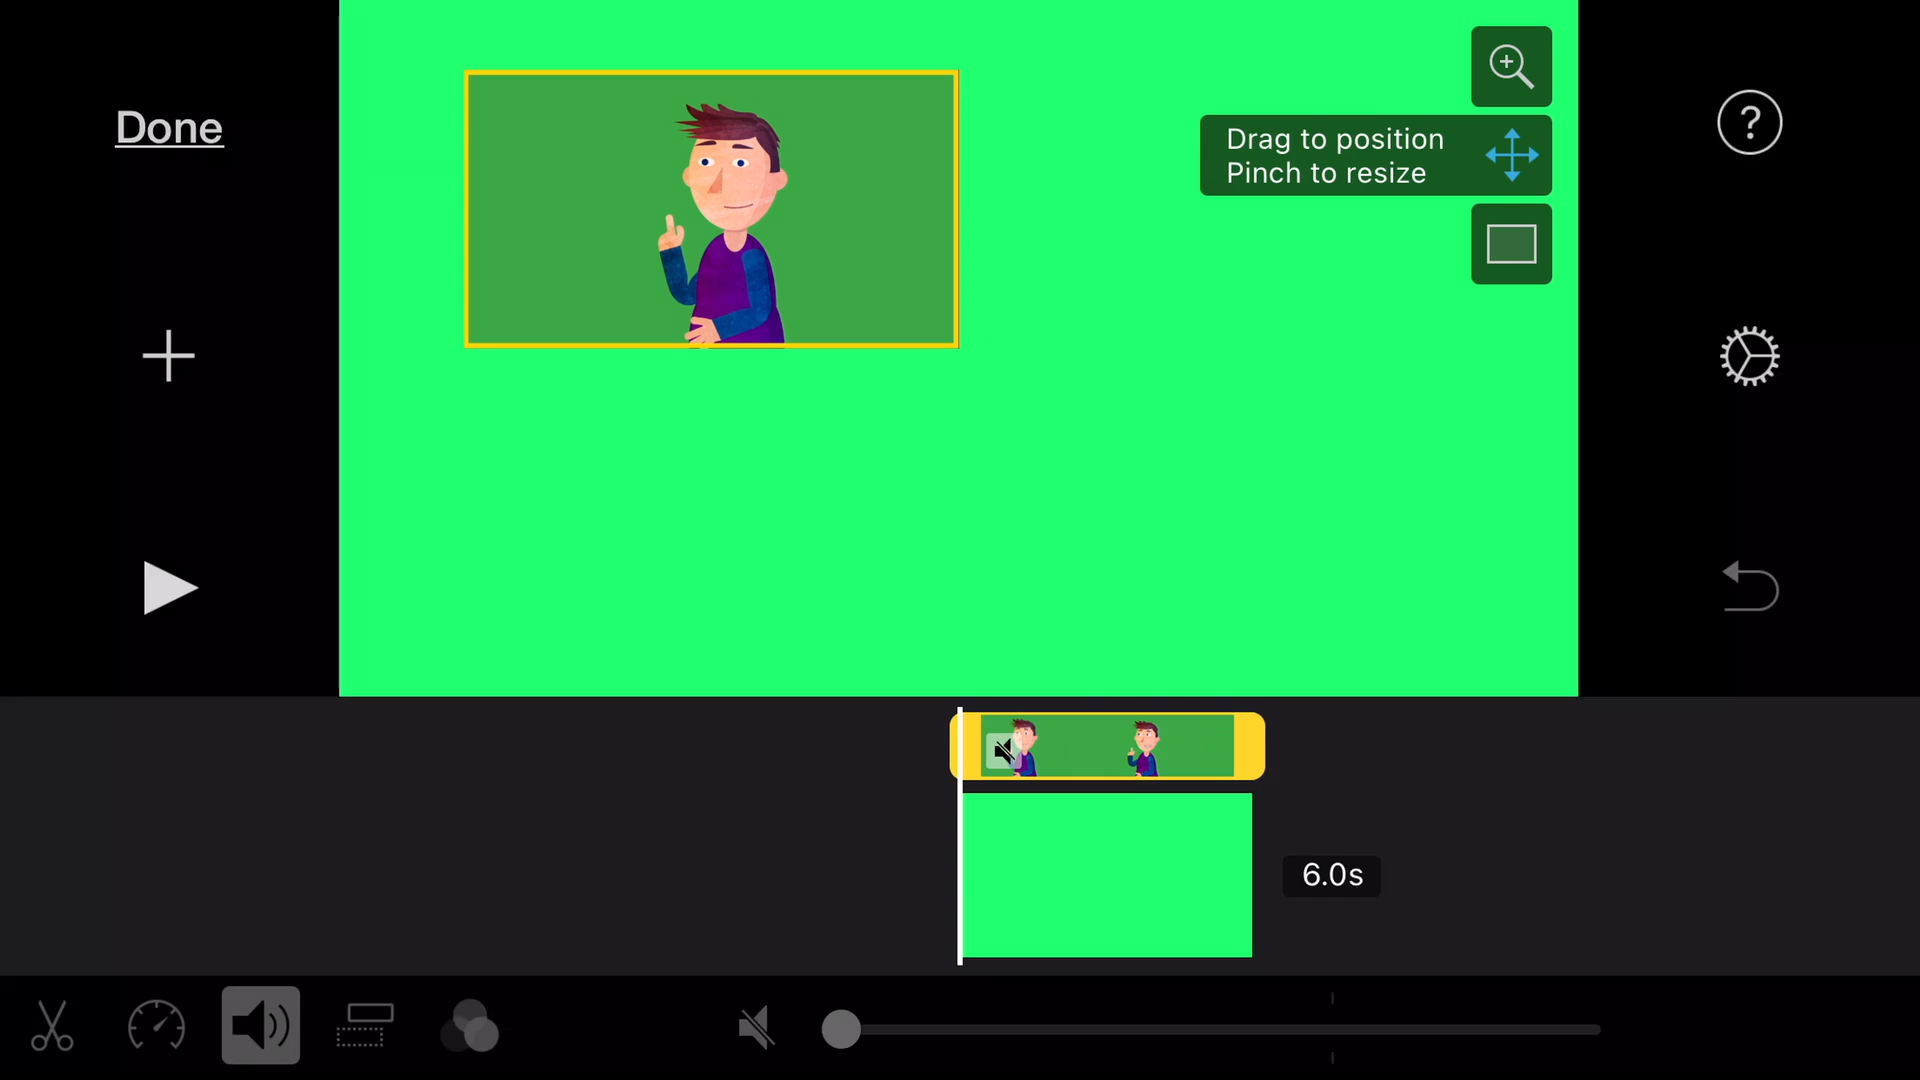 Done
Drag to position
Pinch to resize
?
6.0s